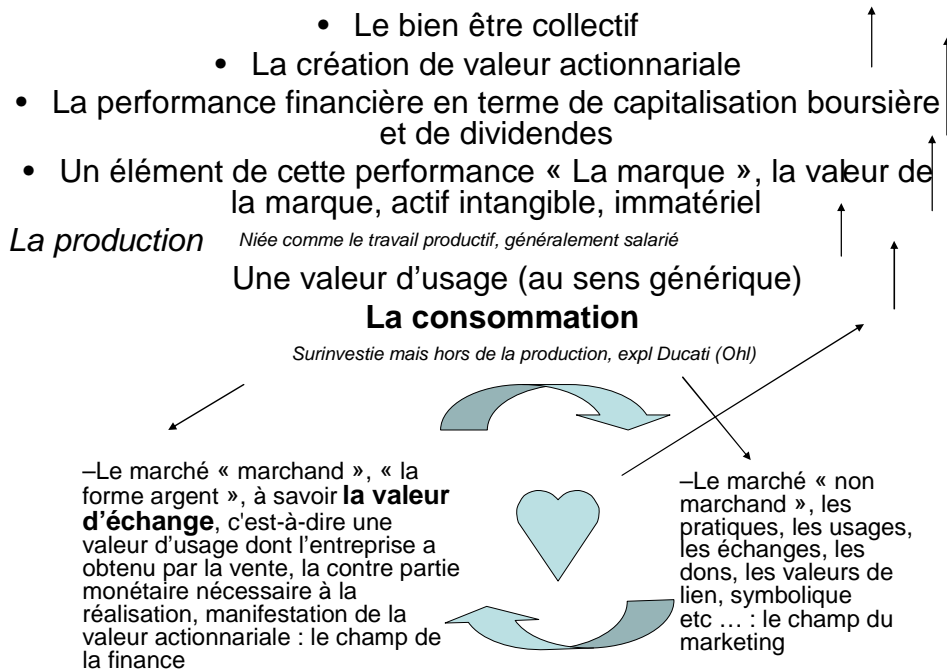 • Le bien être collectif
• La création de valeur actionnariale
• La performance financière en terme de capitalisation boursière
et de dividendes
• Un élément de cette performance « La marque », la valeur de
la marque, actif intangible, immatériel
La production Niée comme le travail productif, généralement salarié
Une valeur d’usage (au sens générique)
La consommation
Surinvestie mais hors de la production, expl Ducati (Ohl)
–Le marché « marchand », « la
forme argent », à savoir la valeur
d’échange, c'est-à-dire une
valeur d’usage dont l’entreprise a
obtenu par la vente, la contre partie
monétaire nécessaire à la
réalisation, manifestation de la
valeur actionnariale : le champ de
la finance
–Le marché « non
marchand », les
pratiques, les usages,
les échanges, les
dons, les valeurs de
lien, symbolique
etc … : le champ du
marketing